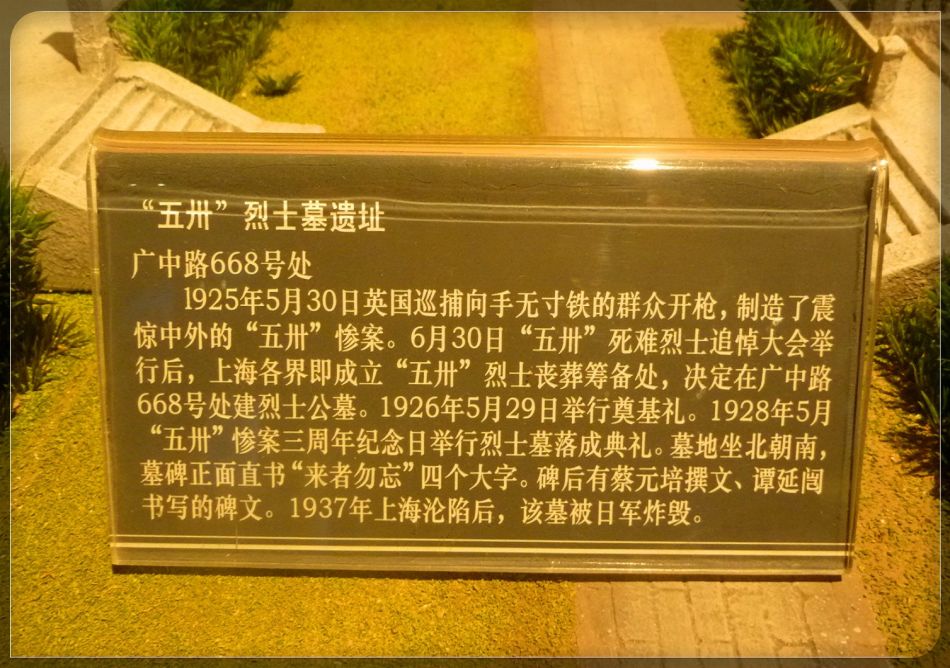 “五卅”烈士墓遗址
广中路668号处
1925年5月30日英国巡捕向手无寸铁的群众开枪，制造了震
惊中外的“五卅”惨案。6月30日“五卅”死难烈士追悼大会举
行后，上海各界即成立“五卅”烈士丧葬筹备处，决定在广中路
668号处建烈士公墓。1926年5月29日举行奠基礼。1928年5月
“五卅”惨案三周年纪念日举行烈士墓落成典礼。墓地坐北朝南，
墓碑正面直书“来者勿忘”四个大字。碑后有蔡元培撰文、谭延闿
书写的碑文。1937年上海沦陷后，该墓被日军炸毁。